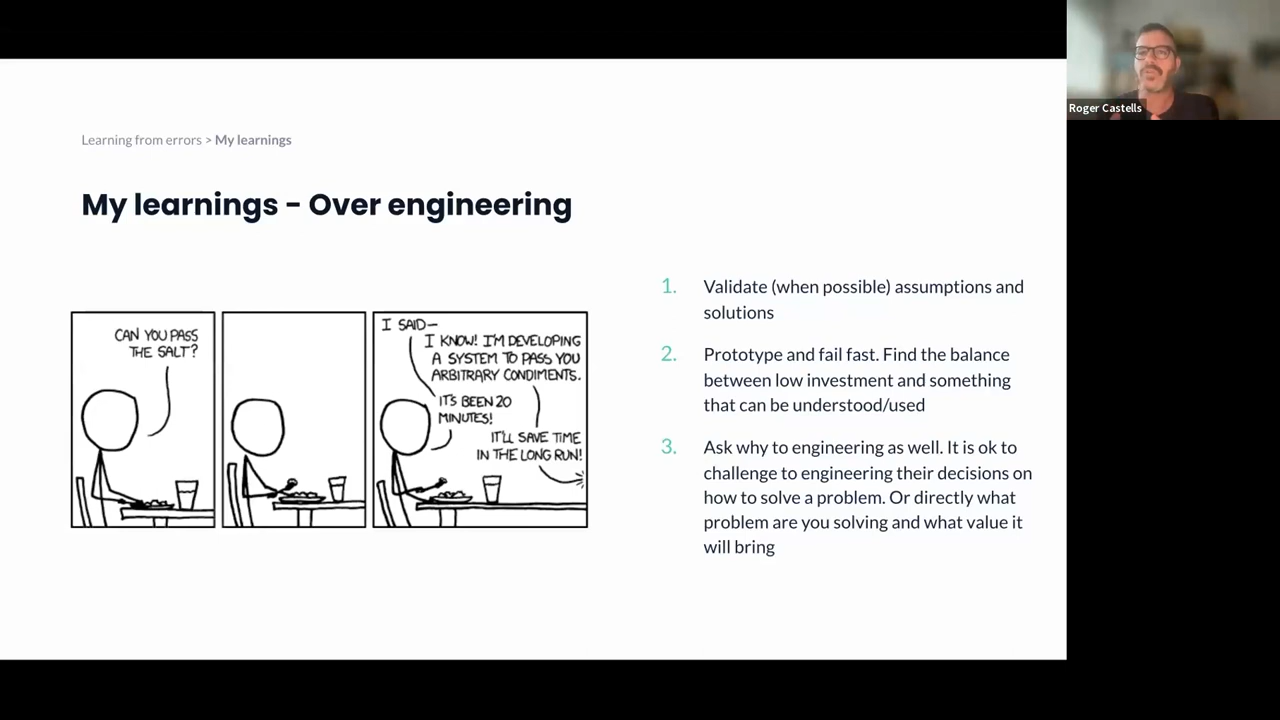 Roger Castells
Learning from errors > My learnings
My learnings - Over engineering
CAN YOU PASS
THE SALT?
I SAID—
I KNOW! I'M DEVELOPING
A SYSTEM TO PASS YOU
ARBITRARY CONDIMENTS.
IT'S BEEN 20
MINUTES!
IT'LL SAVE TIME
IN THE LONG RUN!
1. Validate (when possible) assumptions and
solutions
2. Prototype and fail fast. Find the balance
between low investment and something
that can be understood/used
3. Ask why to engineering as well. It is ok to
challenge to engineering their decisions on
how to solve a problem. Or directly what
problem are you solving and what value it
will bring